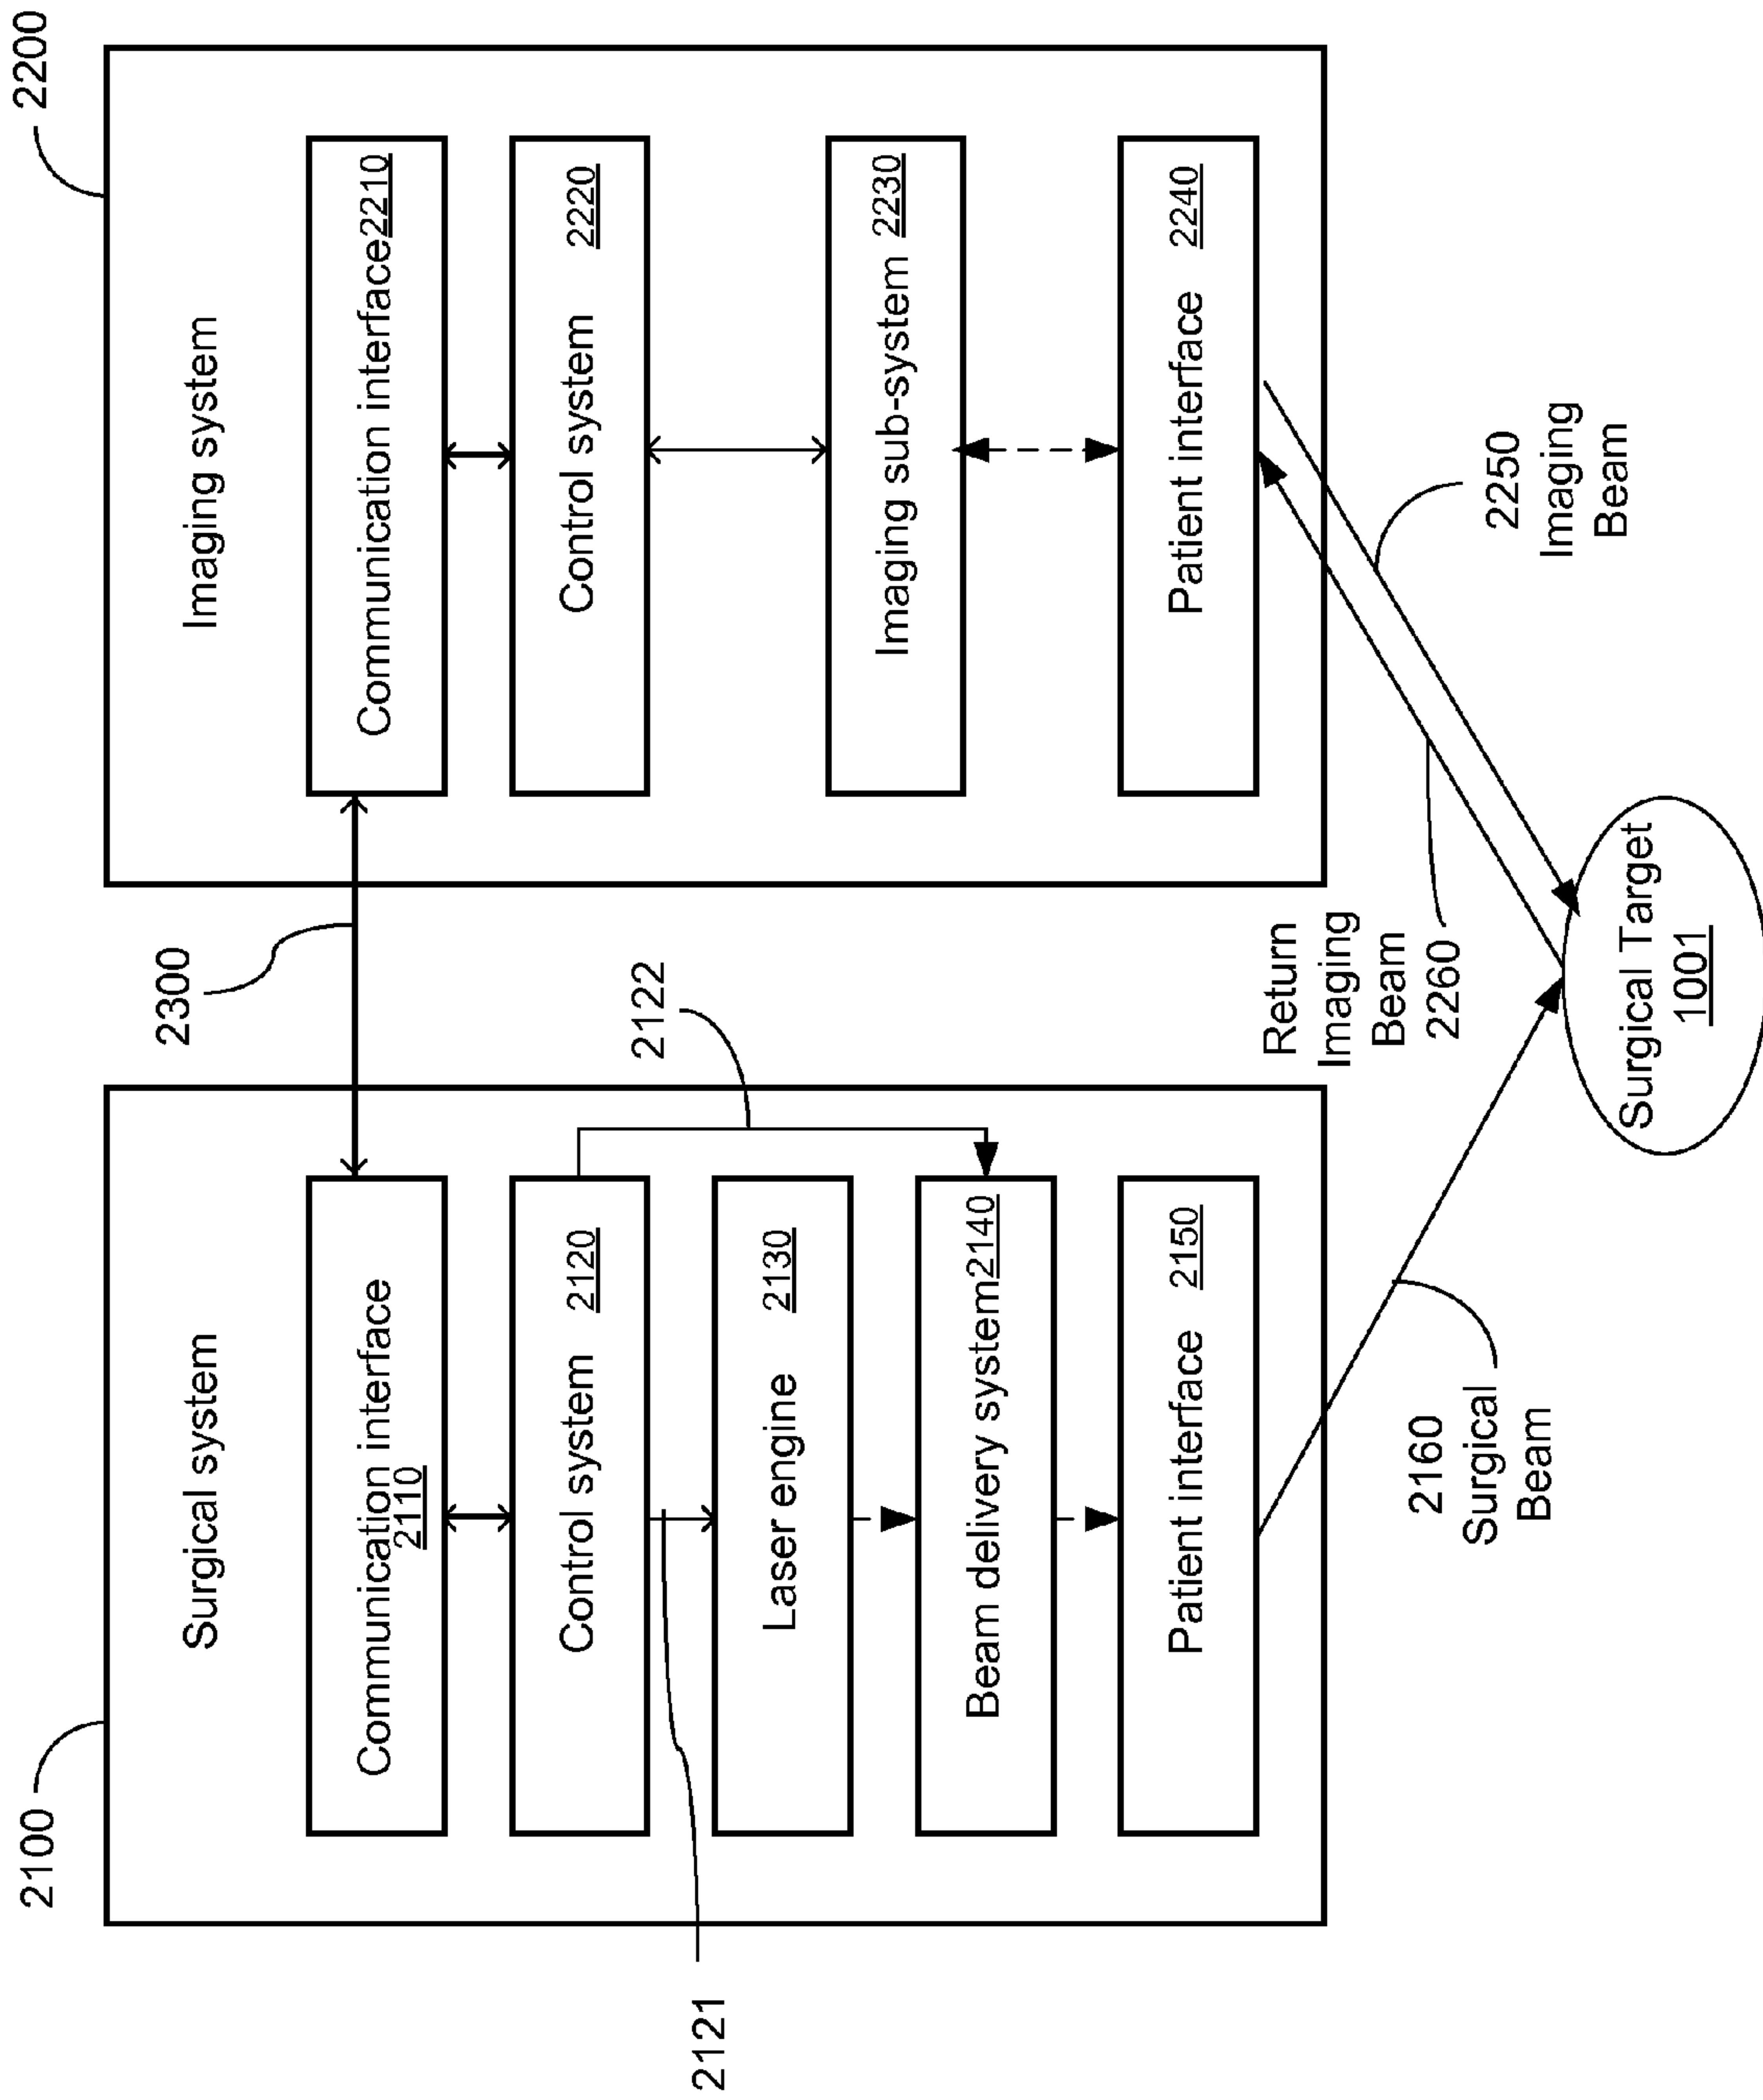 2100
Surgical system
Communication interface
2110
Control system 2120
2121
2122
Laser engine 2130
Beam delivery system2140
Patient interface 2150
2160
Surgical
Beam
2300
2200
Imaging system
Communication interface2210
Control system 2220
Imaging sub-system 2230
Patient interface 2240
Return
Imaging
Beam
2260
2250
Imaging
Beam
Surgical Target
1001